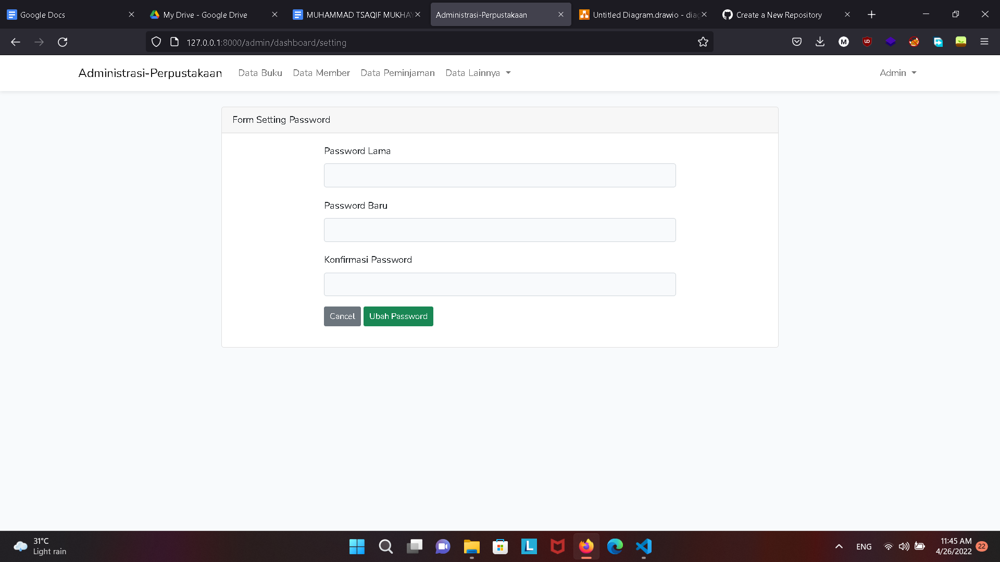 Google Docs
My Drive - Google Drive
MUHAMMAD TSAQIF MUKHAY
Administrasi-Perpustakaan
Untitled Diagram.drawio - diag
Create a New Repository
127.0.0.1:8000/admin/dashboard/setting
Administrasi-Perpustakaan
Data Buku
Data Member
Data Peminjaman
Data Lainnya
Admin
Form Setting Password
Password Lama
Password Baru
Konfirmasi Password
Cancel
Ubah Password
31°C
Light rain
ENG
11:45 AM
4/26/2022
22